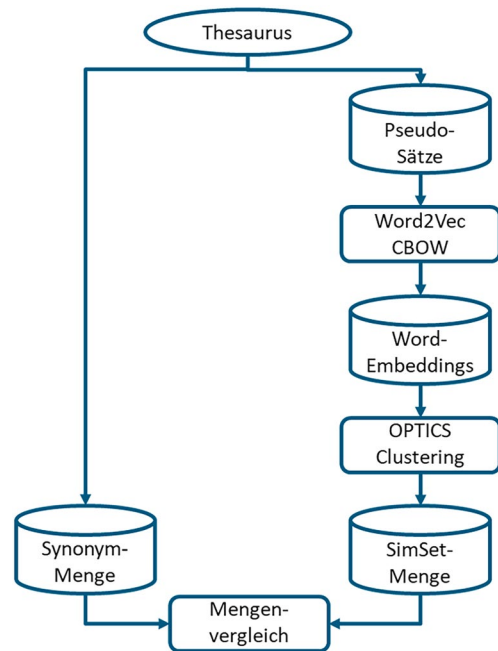 Thesaurus
Pseudo-
Sätze
Word2Vec
CBOW
Word-
Embeddings
OPTICS
Clustering
Synonym-
Menge
SimSet-
Menge
Mengen-
vergleich